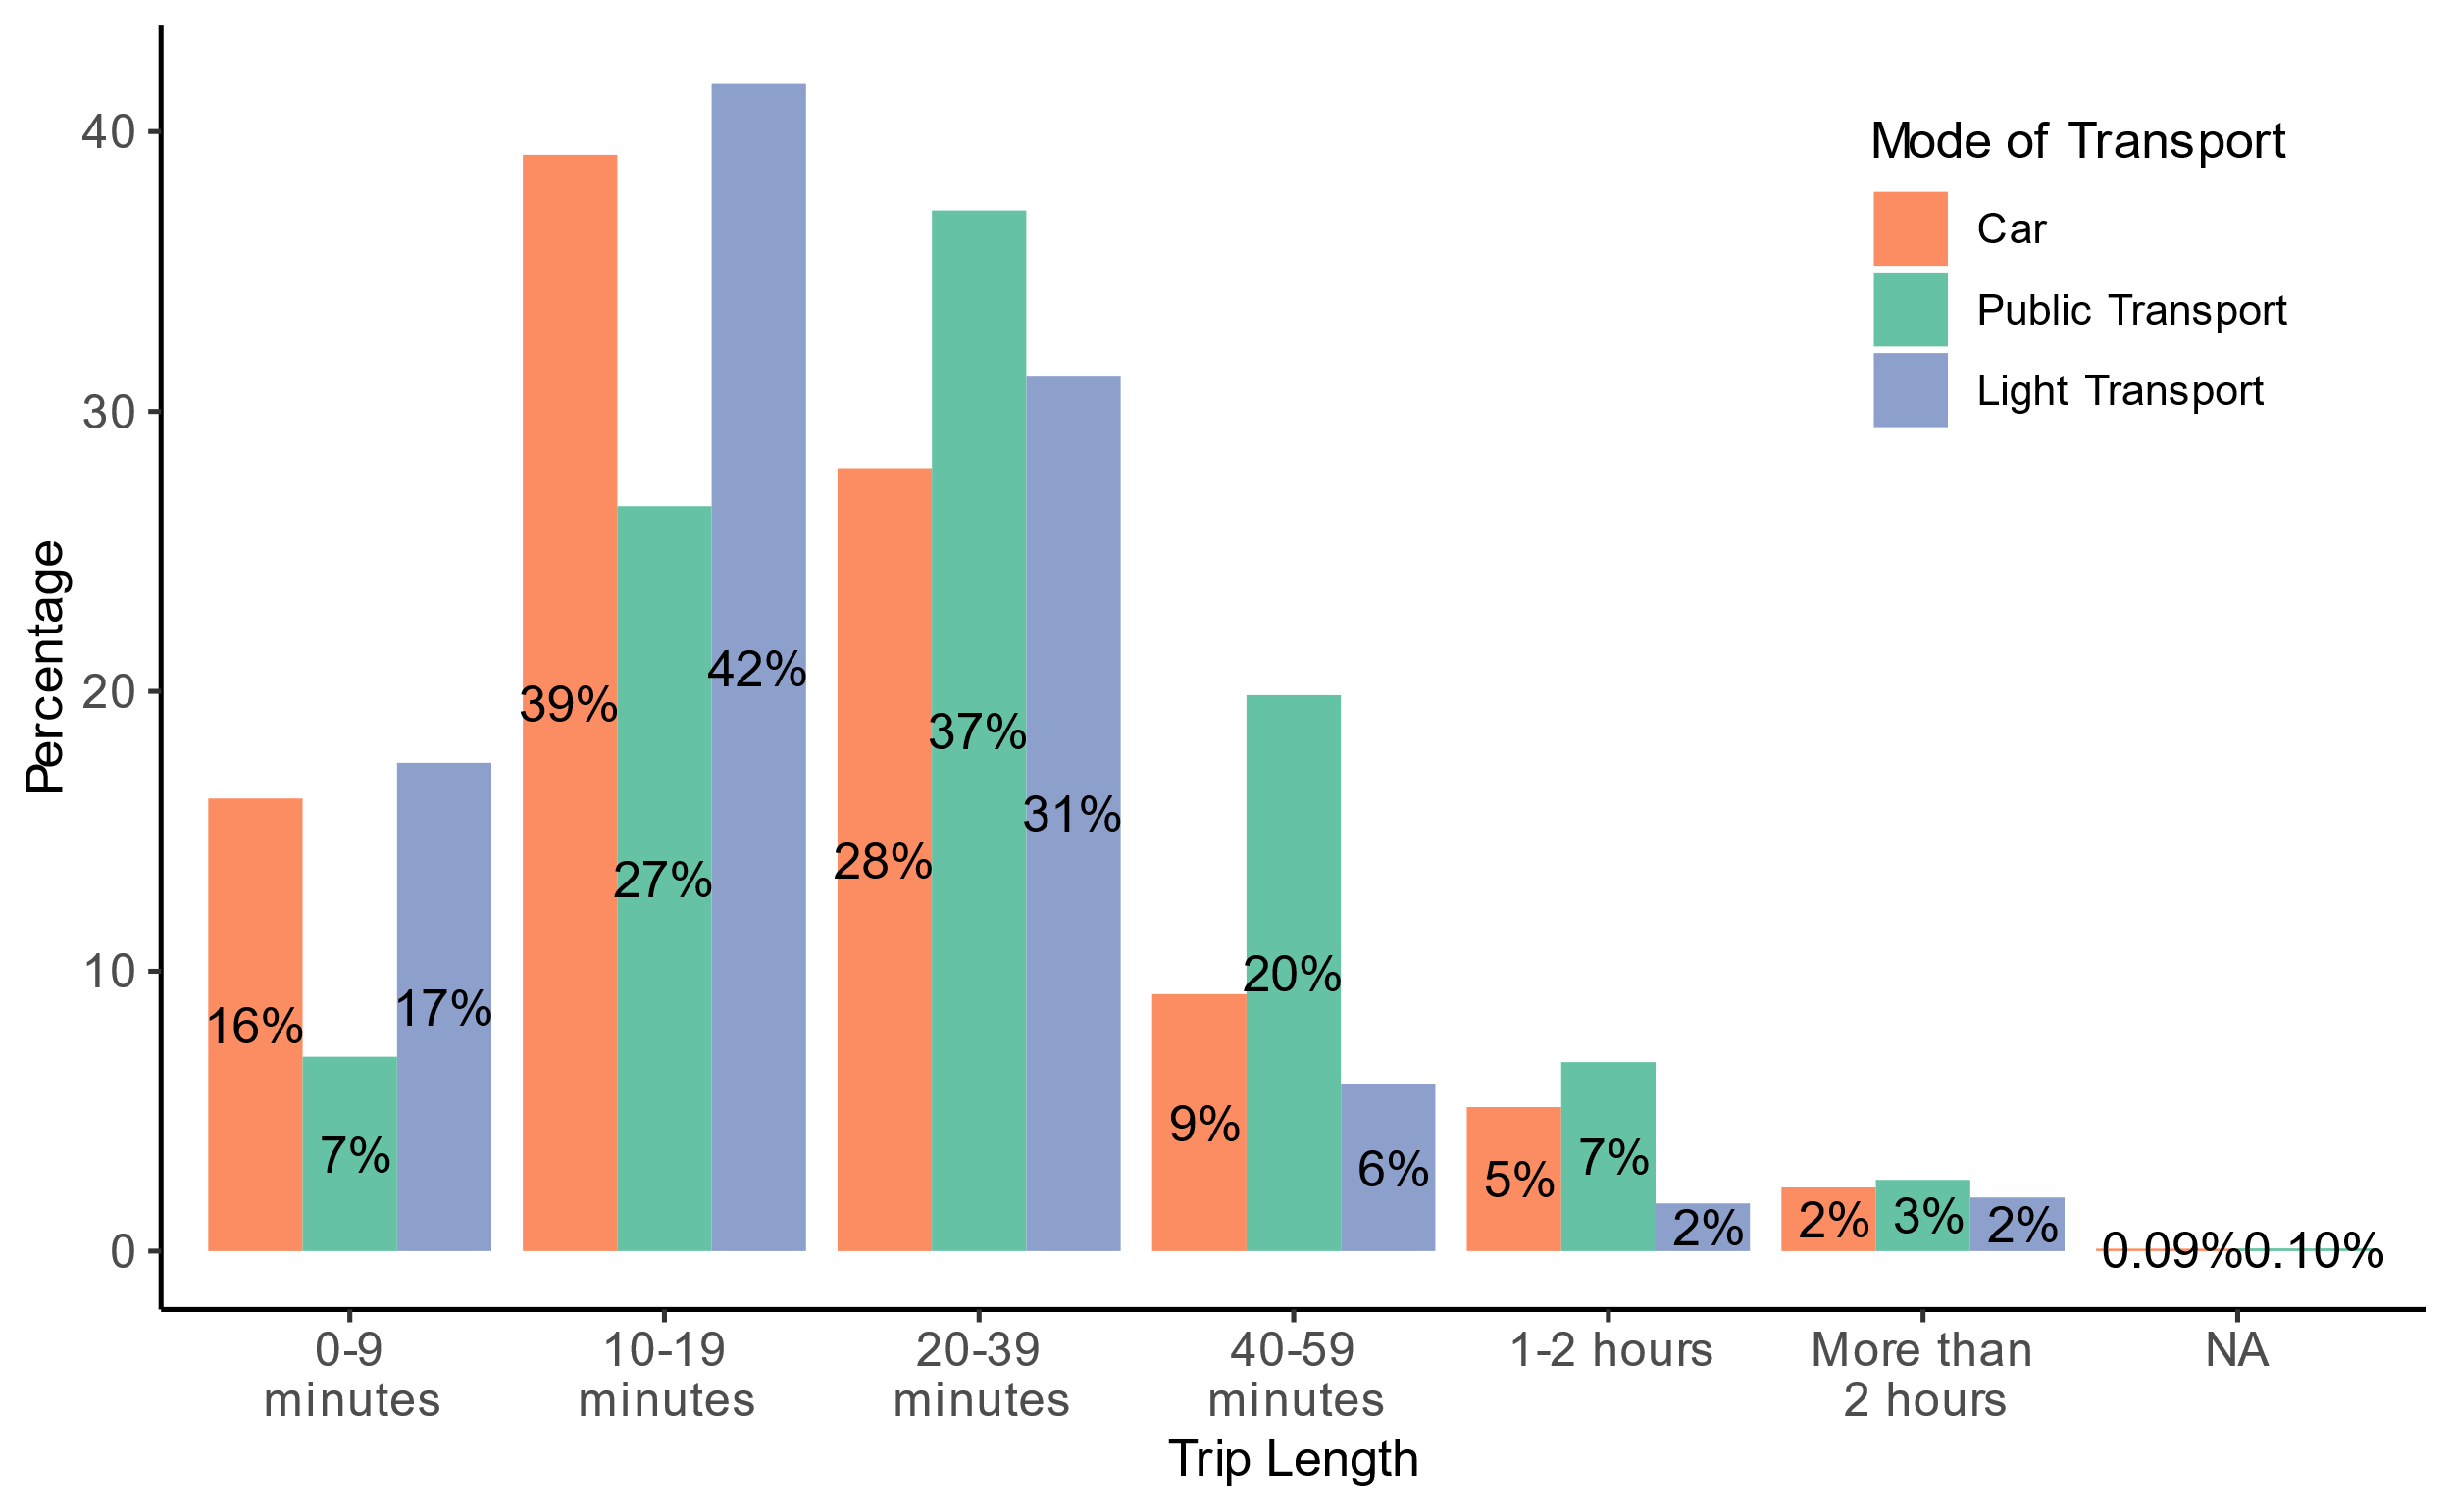 Mode of Transport
Car
Public Transport
Light Transport
Percentage
40
30
20
10
0
16%
7%
17%
39%
27%
42%
28%
37%
31%
9%
20%
6%
5%
7%
2%
2%
3%
2%
0.09%
0.10%
0-9
minutes
10-19
minutes
20-39
minutes
40-59
minutes
1-2 hours
More than
2 hours
NA
Trip Length